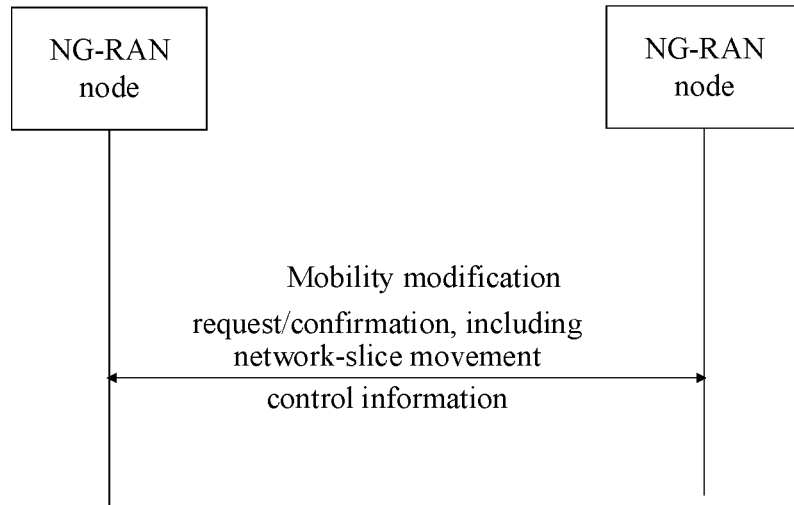 NG-RAN
node
NG-RAN
node
Mobility modification
request/confirmation, including
network-slice movement
control information